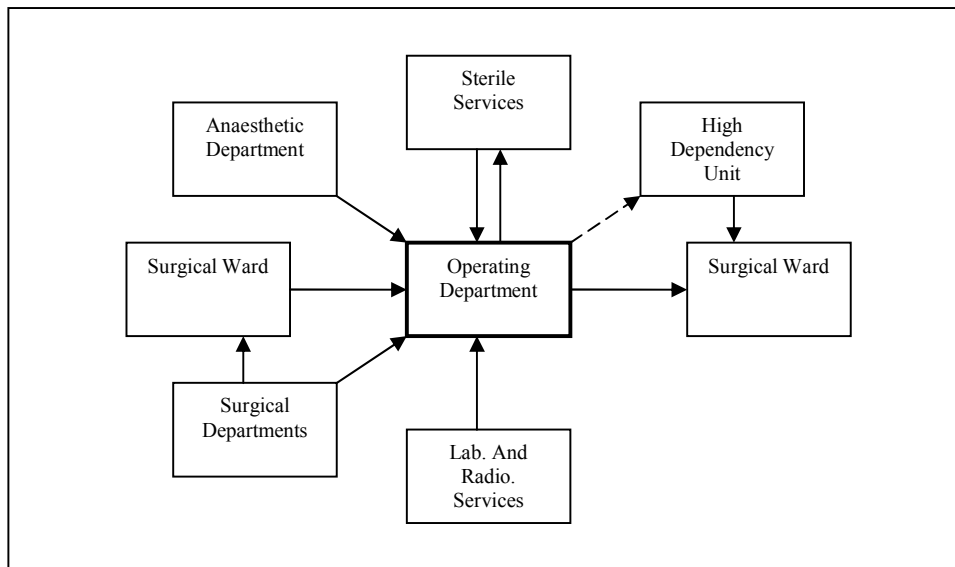 Sterile
Services
Anaesthetic
Department
High
Dependency
Unit
Surgical Ward
Operating
Department
Surgical Ward
Surgical
Departments
Lab. And
Radio.
Services